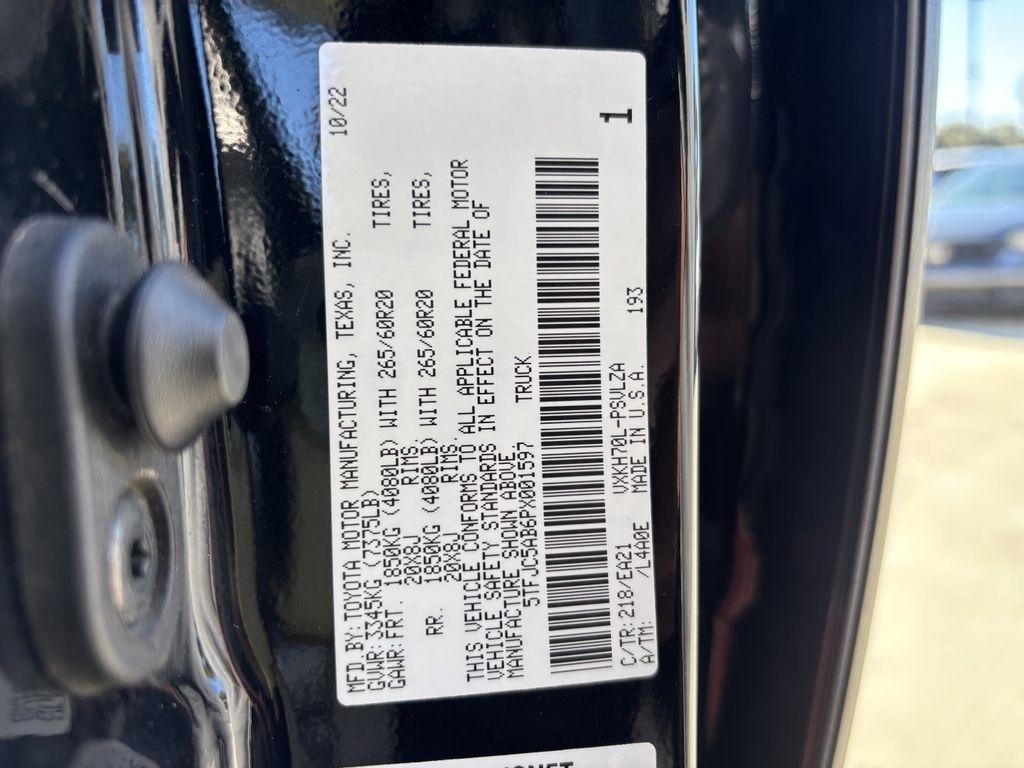 MFD.BY: TOYOTA MOTOR MANUFACTURING, TEXAS, INC. 10/22
GVWR: 3345KG (7375LB)
GAWR: FRT. 1850KG (4080LB) WITH 265/60R20 TIRES,
20X8J RIMS.
RR. 1850KG (4080LB) WITH 265/60R20 TIRES,
20X8J RIMS.
THIS VEHICLE CONFORMS TO ALL APPLICABLE FEDERAL MOTOR
VEHICLE SAFETY STANDARDS IN EFFECT ON THE DATE OF
MANUFACTURE SHOWN ABOVE.
5TFJC5AB6PX001597 TRUCK
1
C/TR: 218/EA21 VXKH70L-PSVLZA 193
A/TM: /L4A0E MADE IN U.S.A.